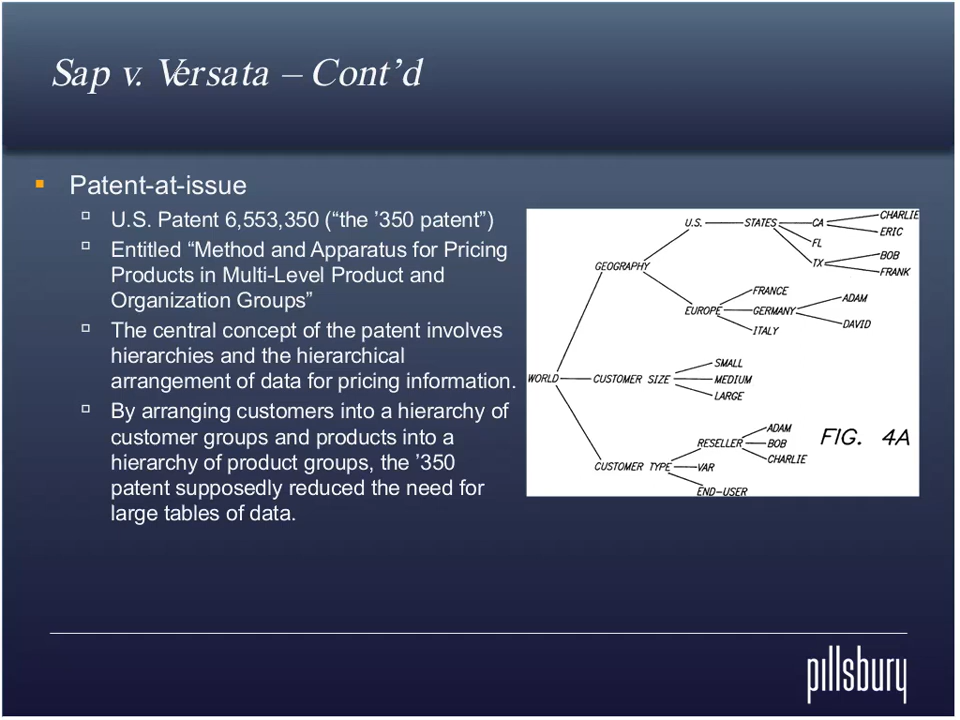 Sap v. Versata – Cont’d
Patent-at-issue
U.S. Patent 6,553,350 (“the ’350 patent”)
Entitled “Method and Apparatus for Pricing
Products in Multi-Level Product and
Organization Groups”
The central concept of the patent involves
hierarchies and the hierarchical
arrangement of data for pricing information.
By arranging customers into a hierarchy of
customer groups and products into a
hierarchy of product groups, the ’350
patent supposedly reduced the need for
large tables of data.
WORLD
GEOGRAPHY
U.S.
STATES
CA
CHARLIE
ERIC
FL
TX
BOB
FRANK
EUROPE
FRANCE
GERMANY
ADAM
DAVID
ITALY
CUSTOMER SIZE
SMALL
MEDIUM
LARGE
CUSTOMER TYPE
RESELLER
ADAM
BOB
CHARLIE
VAR
END-USER
FIG. 4A
pillsbury